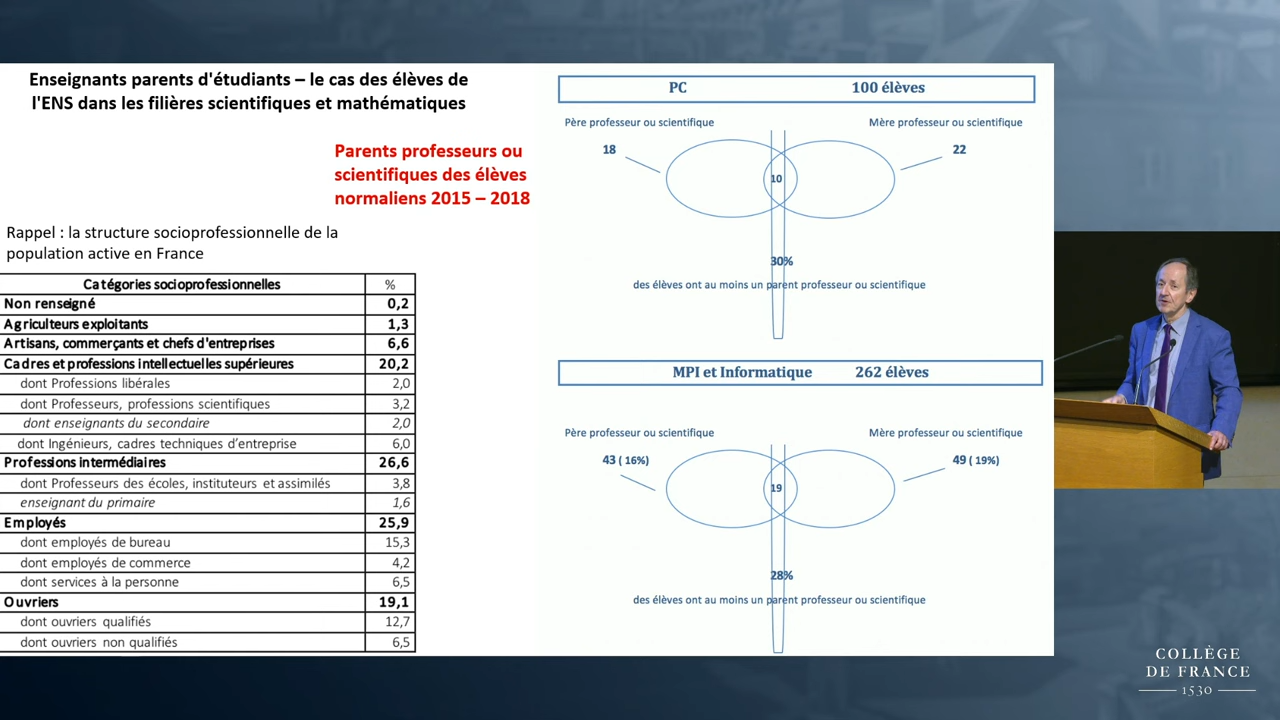 Enseignants parents d'étudiants – le cas des élèves de
l'ENS dans les filières scientifiques et mathématiques
Parents professeurs ou
scientifiques des élèves
normaliens 2015 – 2018
Rappel : la structure socioprofessionnelle de la
population active en France
Catégories socioprofessionnelles %
Non renseigné 0,2
Agriculteurs exploitants 1,3
Artisans, commerçants et chefs d'entreprises 6,6
Cadres et professions intellectuelles supérieures 20,2
dont Professions libérales 2,0
dont Professeurs, professions scientifiques 3,2
dont enseignants du secondaire 2,0
dont Ingénieurs, cadres techniques d'entreprise 6,0
Professions intermédiaires 26,6
dont Professeurs des écoles, instituteurs et assimilés 3,8
enseignant du primaire 1,6
Employés 25,9
dont employés de bureau 15,3
dont employés de commerce 4,2
dont services à la personne 6,5
Ouvriers 19,1
dont ouvriers qualifiés 12,7
dont ouvriers non qualifiés 6,5
PC 100 élèves
Père professeur ou scientifique Mère professeur ou scientifique
18 22
10
30%
des élèves ont au moins un parent professeur ou scientifique
MPI et Informatique 262 élèves
Père professeur ou scientifique Mère professeur ou scientifique
43 ( 16%) 49 ( 19%)
19
28%
des élèves ont au moins un parent professeur ou scientifique
COLLÈGE
DE FRANCE
1530